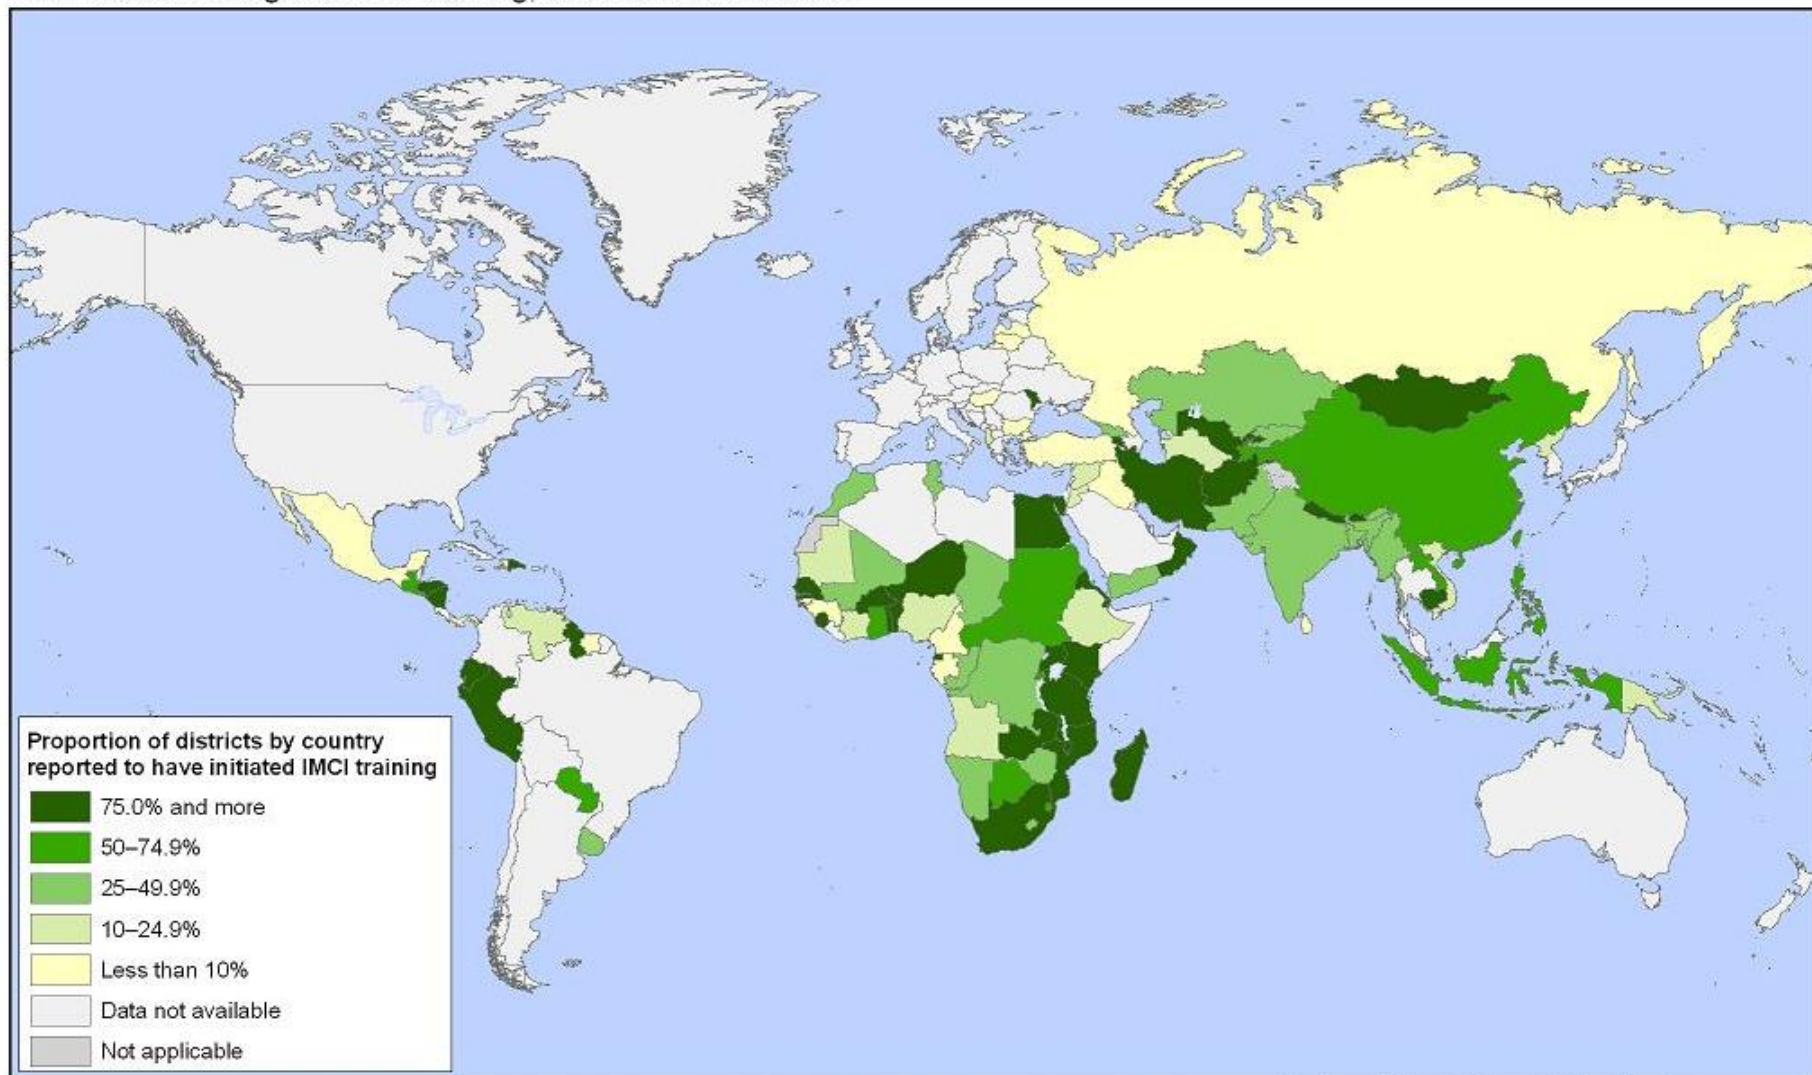 Proportion of districts by country
reported to have initiated IMCI training
75.0% and more
50–74.9%
25–49.9%
10–24.9%
Less than 10%
Data not available
Not applicable